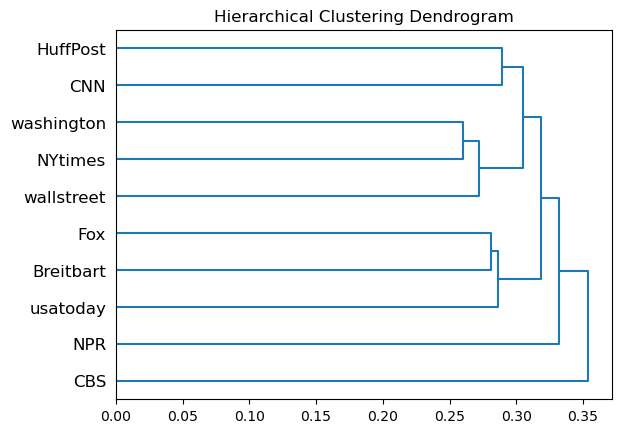 Hierarchical Clustering Dendrogram
HuffPost
CNN
washington
NYtimes
wallstreet
Fox
Breitbart
usatoday
NPR
CBS
0.00 0.05 0.10 0.15 0.20 0.25 0.30 0.35